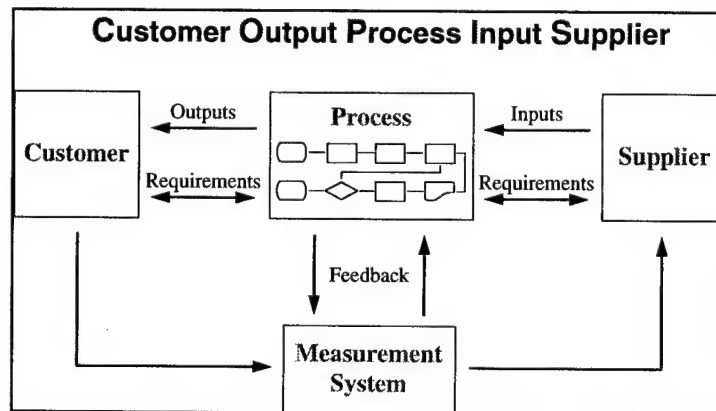 Customer Output Process Input Supplier
Customer
Outputs
Requirements
Process
Inputs
Requirements
Supplier
Feedback
Measurement
System